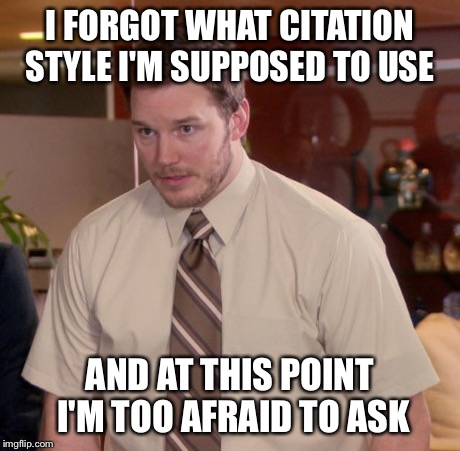 I FORGOT WHAT CITATION
STYLE I'M SUPPOSED TO USE
AND AT THIS POINT
I'M TOO AFRAID TO ASK
imgflip.com